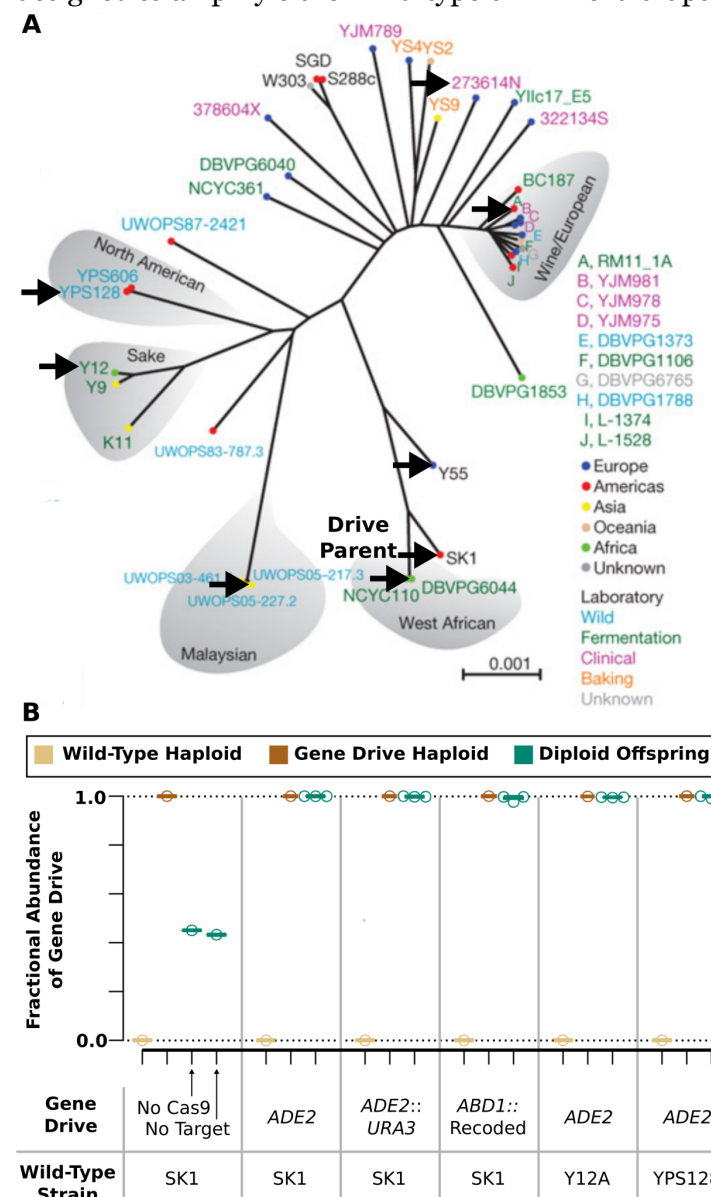 A
YJM789
YS4 YS2
SGD
W303 S288c
273614N
YS9
YIIc17_E5
378604X
322134S
DBVPG6040
NCYC361
BC187
UWOPS87-2421
A
B
C
D
E
F
G
H
I
J
Wine/European
North American
YPS606
YPS128
A, RM11_1A
B, YJM981
C, YJM978
D, YJM975
E, DBVPG1373
F, DBVPG1106
G, DBVPG6765
H, DBVPG1788
I, L-1374
J, L-1528
Sake
Y12
Y9
K11
DBVPG1853
UWOPS83-787.3
Y55
Europe
Americas
Asia
Oceania
Africa
Unknown
Drive
Parent
SK1
UWOPS03-461 UWOPS05-217.3
UWOPS05-227.2
NCYC110 DBVPG6044
West African
Malaysian
0.001
Laboratory
Wild
Fermentation
Clinical
Baking
Unknown
B
Wild-Type Haploid Gene Drive Haploid Diploid Offspring
Fractional Abundance
of Gene Drive
1.0
0.0
Gene
Drive
No Cas9
No Target
ADE2
ADE2::
URA3
ABD1::
Recoded
ADE2
ADE2
Wild-Type
Strain
SK1 SK1 SK1 SK1 Y12A YPS128